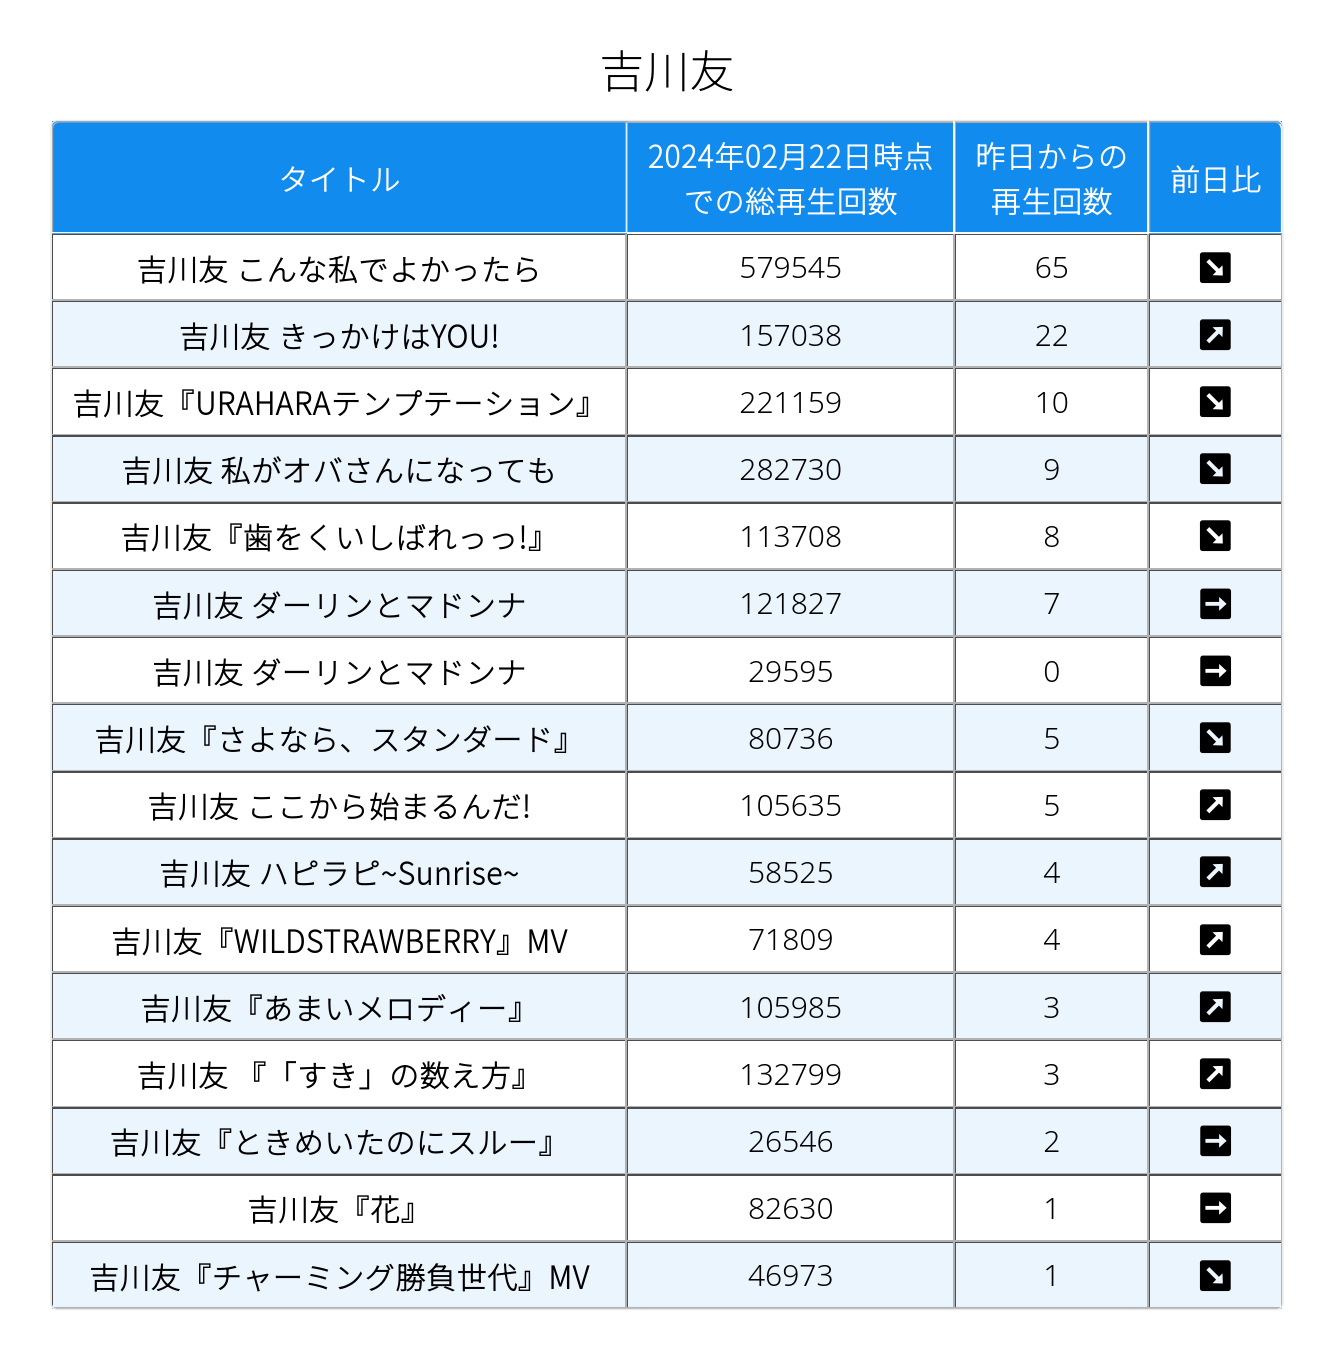 吉川友
タイトル 2024年02月22日時点での総再生回数 昨日からの再生回数 前日比
吉川友 こんな私でよかったら 579545 65 ↘
吉川友 きっかけはYOU! 157038 22 ↗
吉川友『URAHARAテンプテーション』 221159 10 ↘
吉川友 私がオバさんになっても 282730 9 ↘
吉川友『歯をくいしばれっっ!』 113708 8 ↘
吉川友 ダーリンとマドンナ 121827 7 →
吉川友 ダーリンとマドンナ 29595 0 →
吉川友『さよなら、スタンダード』 80736 5 ↘
吉川友 ここから始まるんだ! 105635 5 ↗
吉川友 ハピラピ~Sunrise~ 58525 4 ↗
吉川友『WILDSTRAWBERRY』MV 71809 4 ↗
吉川友『あまいメロディー』 105985 3 ↗
吉川友 『「すき」の数え方』 132799 3 ↗
吉川友『ときめいたのにスルー』 26546 2 →
吉川友『花』 82630 1 →
吉川友『チャーミング勝負世代』MV 46973 1 ↘